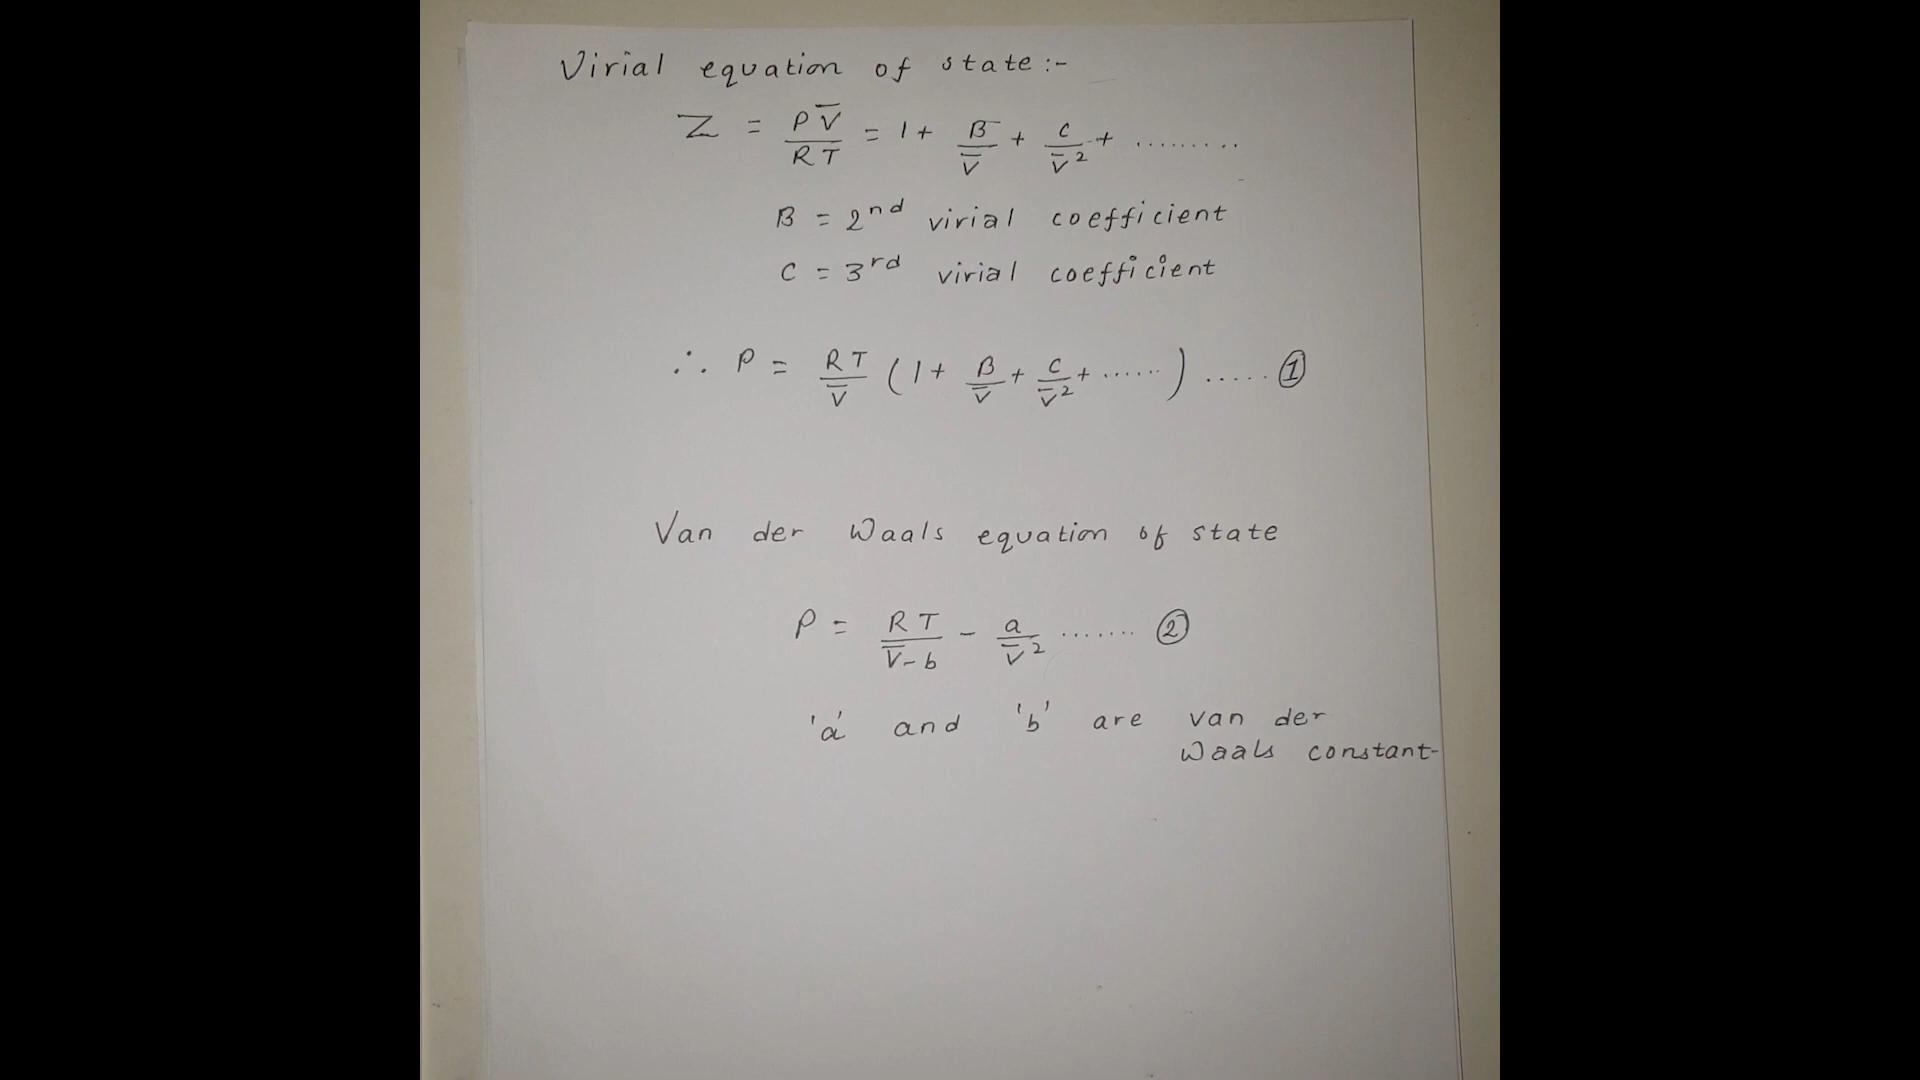 Virial equation of state :-
Z = PV̅/RT = 1 + B/V̅ + C/V̅² + .........
B = 2nd virial coefficient
C = 3rd virial coefficient
∴ P = RT/V̅ (1 + B/V̅ + C/V̅² + ......) ..... ①
Van der Waals equation of state
P = RT/V̅-b - a/V̅² ....... ②
'a' and 'b' are van der
Waals constant-